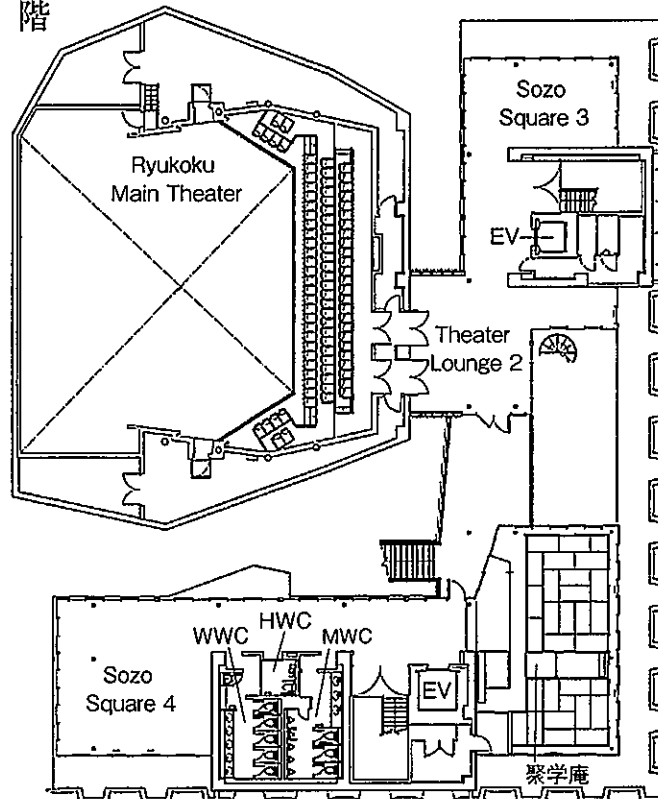 階
Sozo
Square 3
Ryukoku
Main Theater
EV
Theater
Lounge 2
HWC
WWC
MWC
Sozo
Square 4
EV
聚学庵